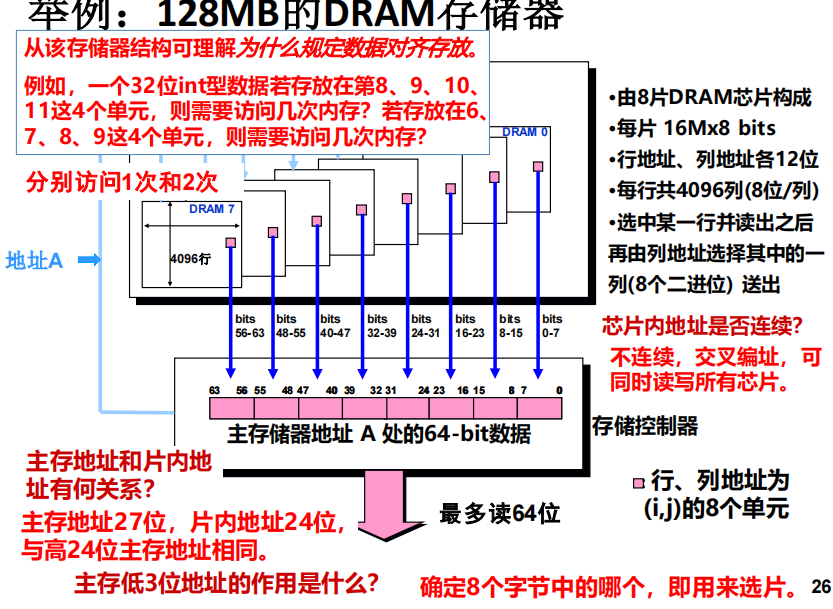 举例：128MB的DRAM存储器
从该存储器结构可理解为什么规定数据对齐存放。
例如，一个32位int型数据若存放在第8、9、10、
11这4个单元，则需要访问几次内存？若存放在6、
7、8、9这4个单元，则需要访问几次内存？
分别访问1次和2次
DRAM 0
DRAM 7
4096行
地址A
•由8片DRAM芯片构成
•每片 16Mx8 bits
•行地址、列地址各12位
•每行共4096列(8位/列)
•选中某一行并读出之后
再由列地址选择其中的一
列(8个二进位) 送出
芯片内地址是否连续？
不连续，交叉编址，可
同时读写所有芯片。
bits bits bits bits bits bits bits bits
56-63 48-55 40-47 32-39 24-31 16-23 8-15 0-7
63 56 55 48 47 40 39 32 31 24 23 16 15 8 7 0
主存储器地址 A 处的64-bit数据
存储控制器
主存地址和片内地
址有何关系？
主存地址27位，片内地址24位，
与高24位主存地址相同。
最多读64位
行、列地址为
(i,j)的8个单元
主存低3位地址的作用是什么？
确定8个字节中的哪个，即用来选片。
26